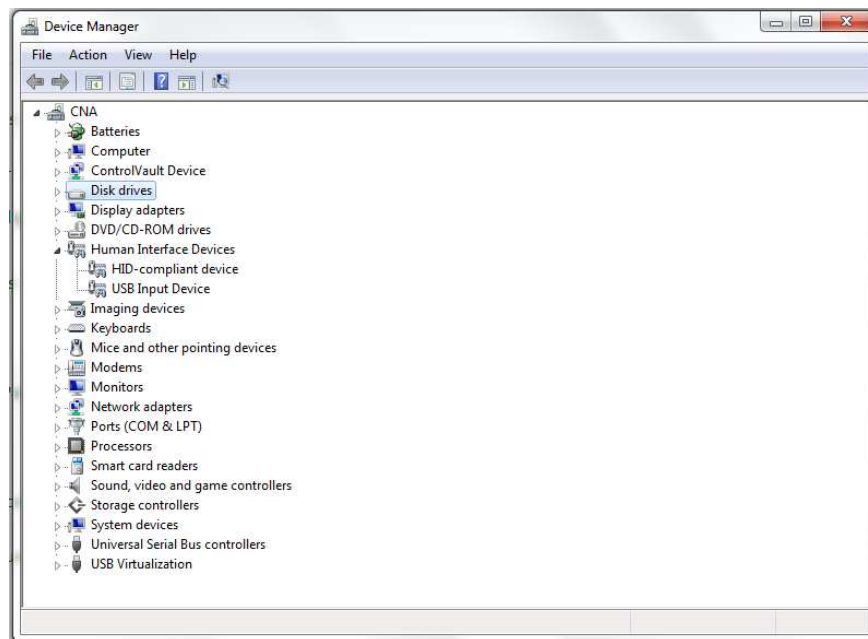 Device Manager
File Action View Help
CNA
Batteries
Computer
ControlVault Device
Disk drives
Display adapters
DVD/CD-ROM drives
Human Interface Devices
HID-compliant device
USB Input Device
Imaging devices
Keyboards
Mice and other pointing devices
Modems
Monitors
Network adapters
Ports (COM & LPT)
Processors
Smart card readers
Sound, video and game controllers
Storage controllers
System devices
Universal Serial Bus controllers
USB Virtualization